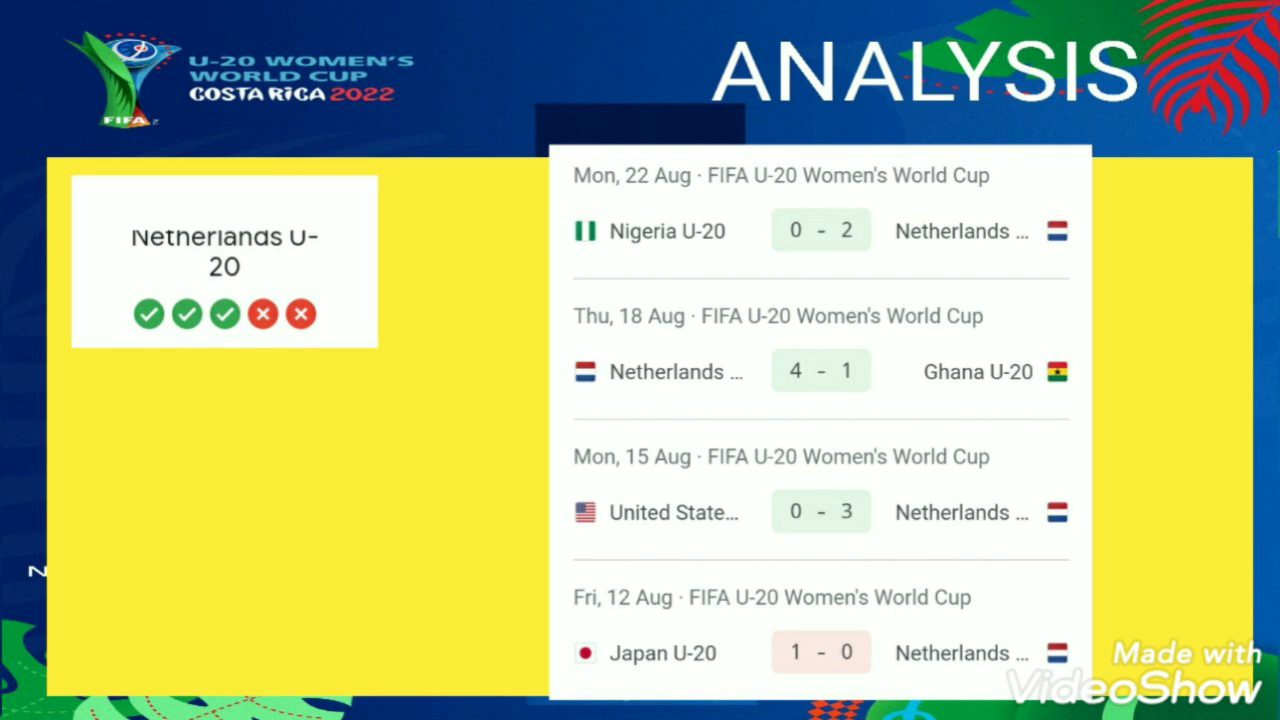 U-20 WOMEN'S
WORLD CUP
COSTA RICA 2022
FIFA
ANALYSIS
Netherlands U-
20
Mon, 22 Aug · FIFA U-20 Women's World Cup
Nigeria U-20 0 - 2 Netherlands ...
Thu, 18 Aug · FIFA U-20 Women's World Cup
Netherlands ... 4 - 1 Ghana U-20
Mon, 15 Aug · FIFA U-20 Women's World Cup
United State... 0 - 3 Netherlands ...
Fri, 12 Aug · FIFA U-20 Women's World Cup
Japan U-20 1 - 0 Netherlands ...
N
Made with
VideoShow